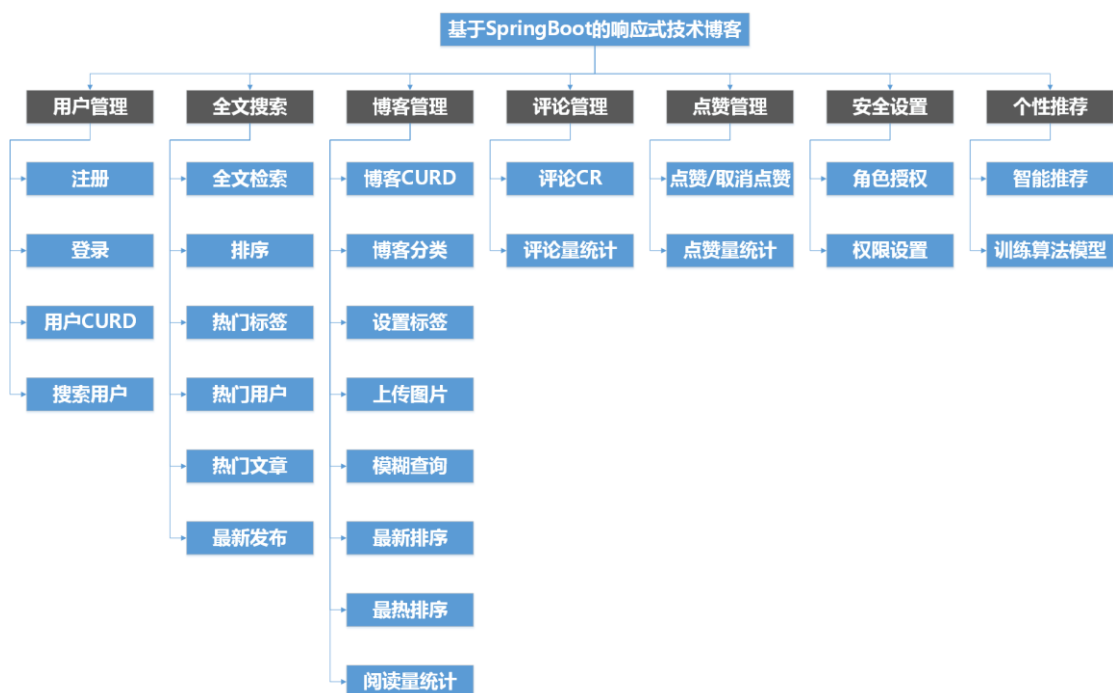 基于SpringBoot的响应式技术博客
用户管理
全文搜索
博客管理
评论管理
点赞管理
安全设置
个性推荐
注册
全文检索
博客CURD
评论CR
点赞/取消点赞
角色授权
智能推荐
登录
排序
博客分类
评论量统计
点赞量统计
权限设置
训练算法模型
用户CURD
热门标签
设置标签
搜索用户
热门用户
上传图片
热门文章
模糊查询
最新发布
最新排序
最热排序
阅读量统计